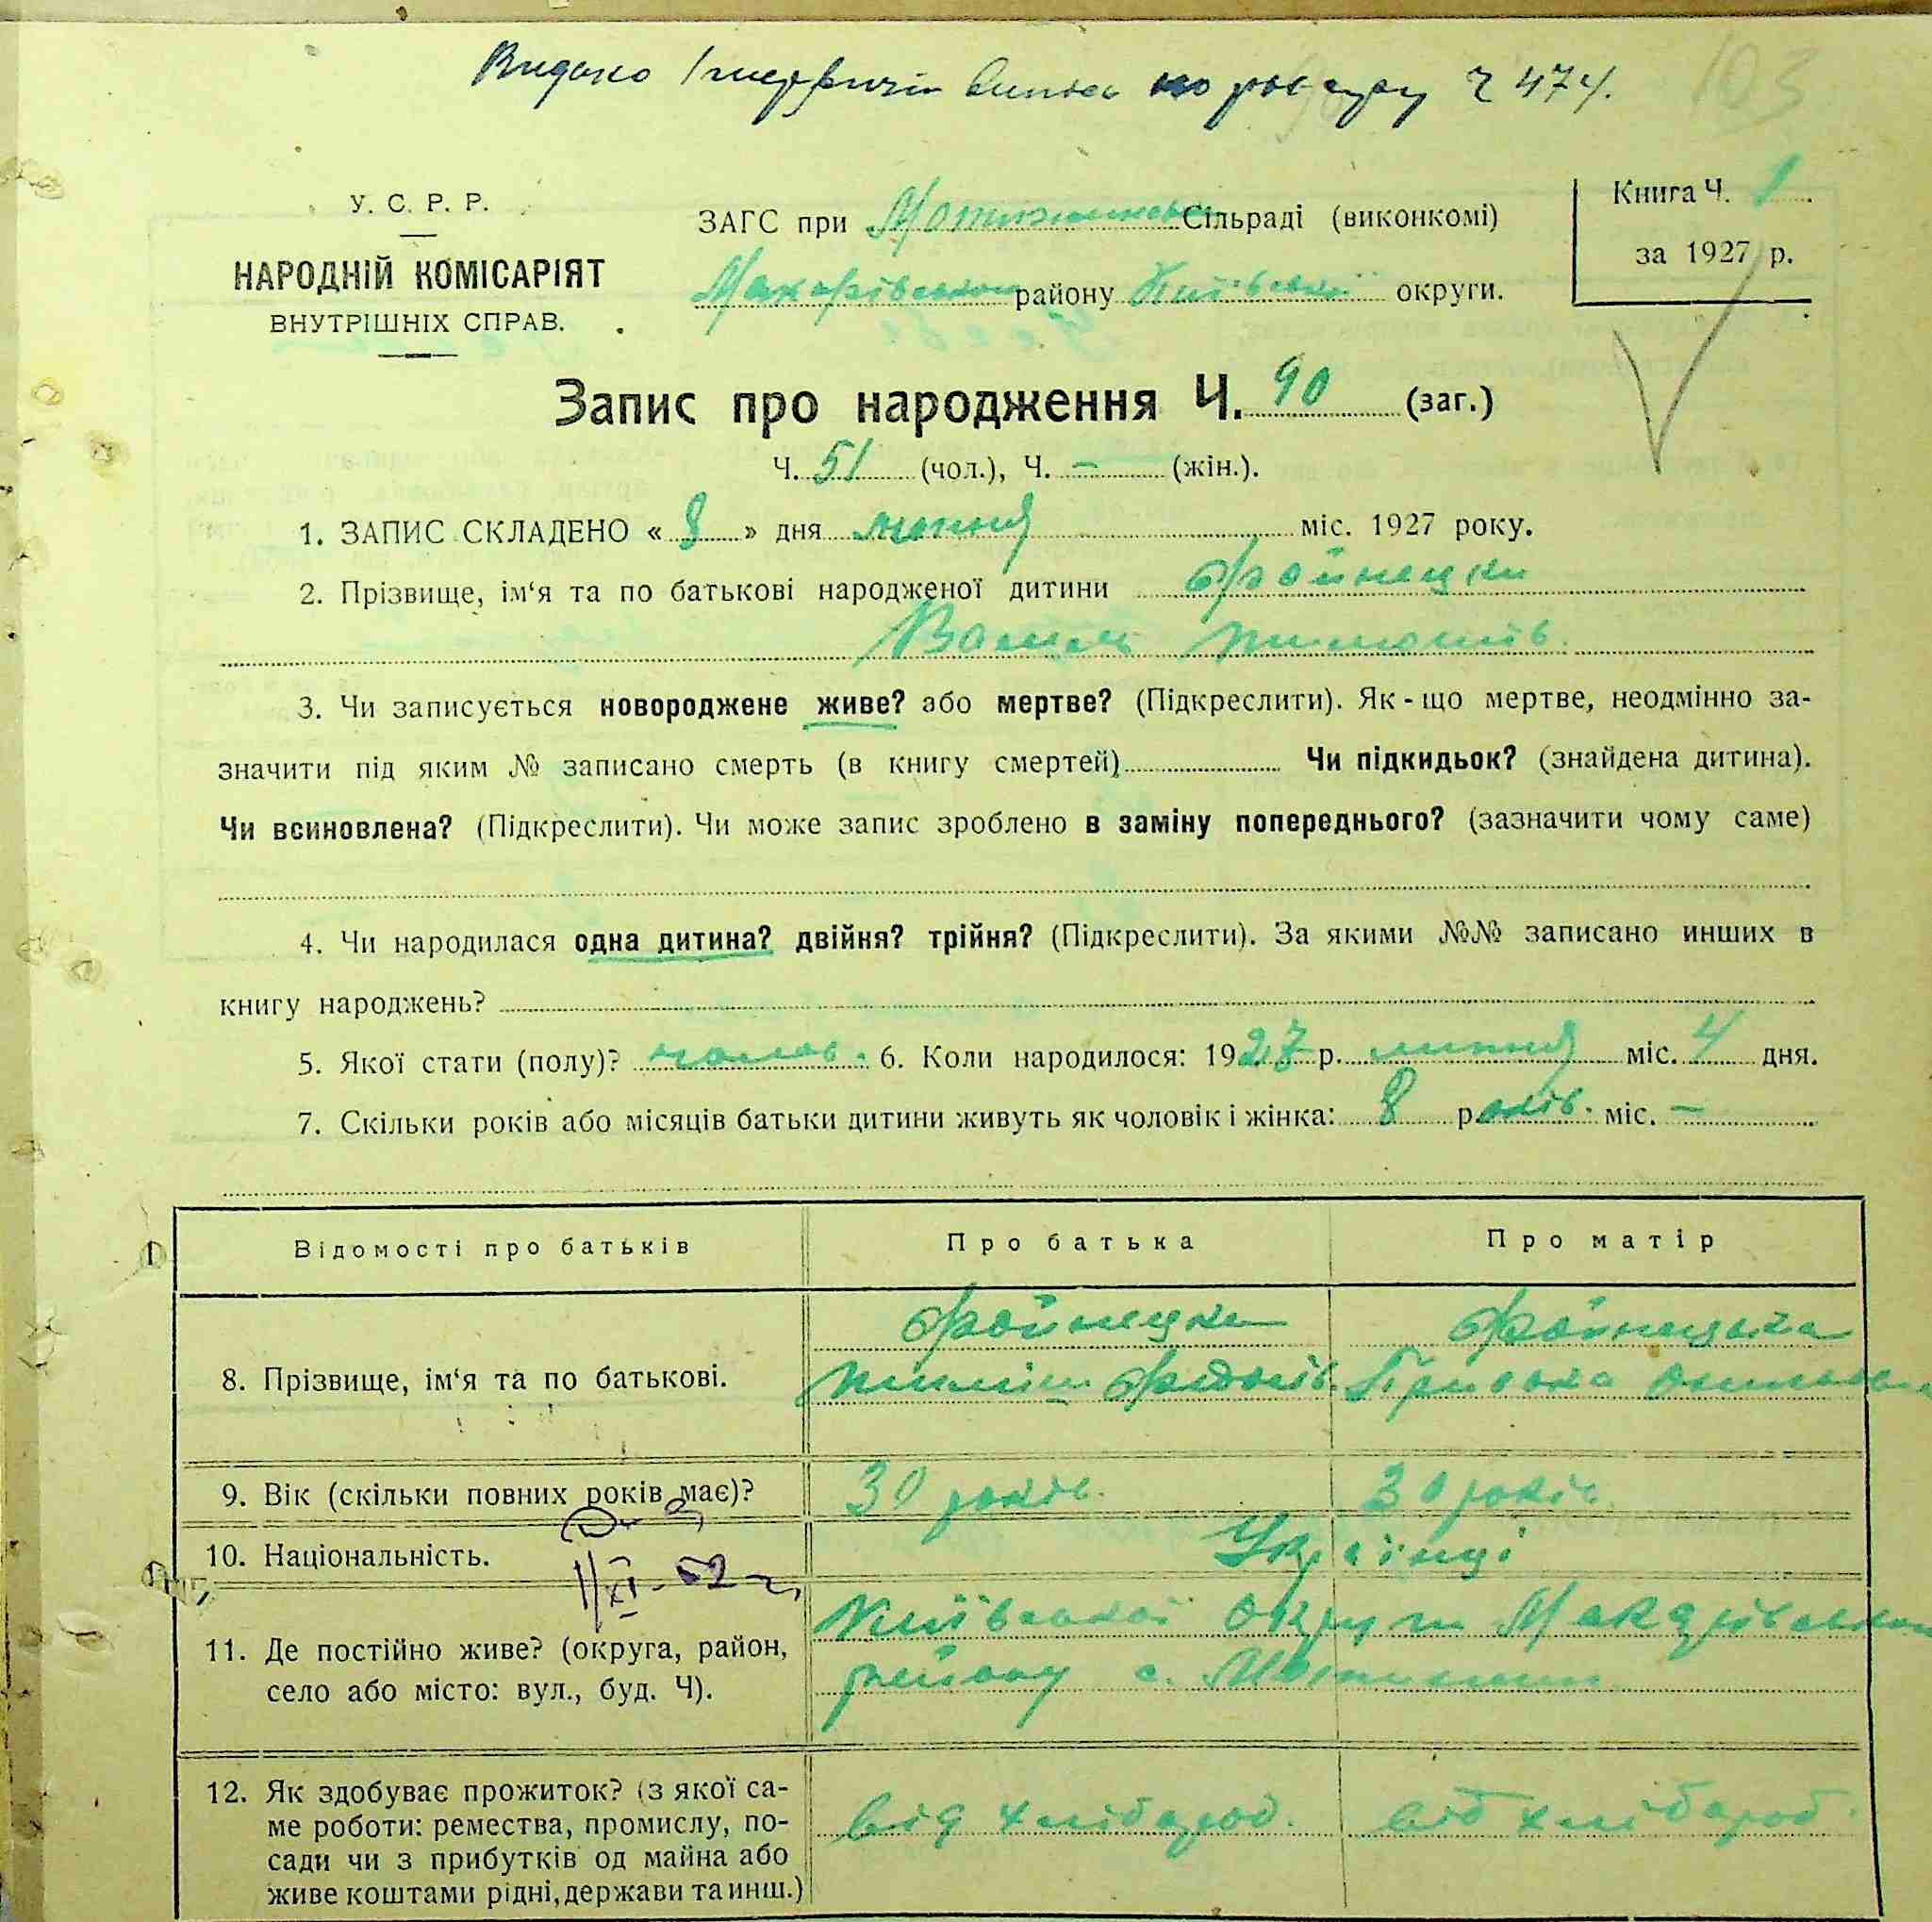 Видано по розпису Ч 474.
103
У. С. Р. Р.
НАРОДНІЙ КОМІСАРІЯТ
ВНУТРІШНІХ СПРАВ.
ЗАГС при Мотижинській Сільраді (виконкомі)
Макарівського району Київської округи.
Книга Ч. 1
за 1927 р.
Запис про народження Ч. 90 (заг.)
Ч. 51 (чол.), Ч. – (жін.).
1. ЗАПИС СКЛАДЕНО « 8 » дня липня міс. 1927 року.
2. Прізвище, ім'я та по батькові народженої дитини Фойнецки
3. Чи записується новороджене живе? або мертве? (Підкреслити). Як-що мертве, неодмінно за-
значити під яким № записано смерть (в книгу смертей) Чи підкидьок? (знайдена дитина).
Чи всиновлена? (Підкреслити). Чи може запис зроблено в заміну попереднього? (зазначити чому саме)
4. Чи народилася одна дитина? двійня? трійня? (Підкреслити). За якими №№ записано инших в
книгу народжень?
5. Якої стати (полу)? чолов. 6. Коли народилося: 1927 р. липня міс. 4 дня.
7. Скільки років або місяців батьки дитини живуть як чоловік і жінка: 8 років. міс. –
Відомості про батьків Про батька Про матір
Фойнецки Фойнецька
8. Прізвище, ім'я та по батькові.
9. Вік (скільки повних років має)? 30 років. 30 років.
10. Національність. Українці
11. Де постійно живе? (округа, район,
село або місто: вул., буд. Ч).
Київської округи Макарівського
району с. Мотижин
12. Як здобуває прожиток? (з якої са-
ме роботи: ремества, промислу, по-
сади чи з прибутків од майна або
живе коштами рідні, держави та инш.)
від хлібороб. від хлібороб.